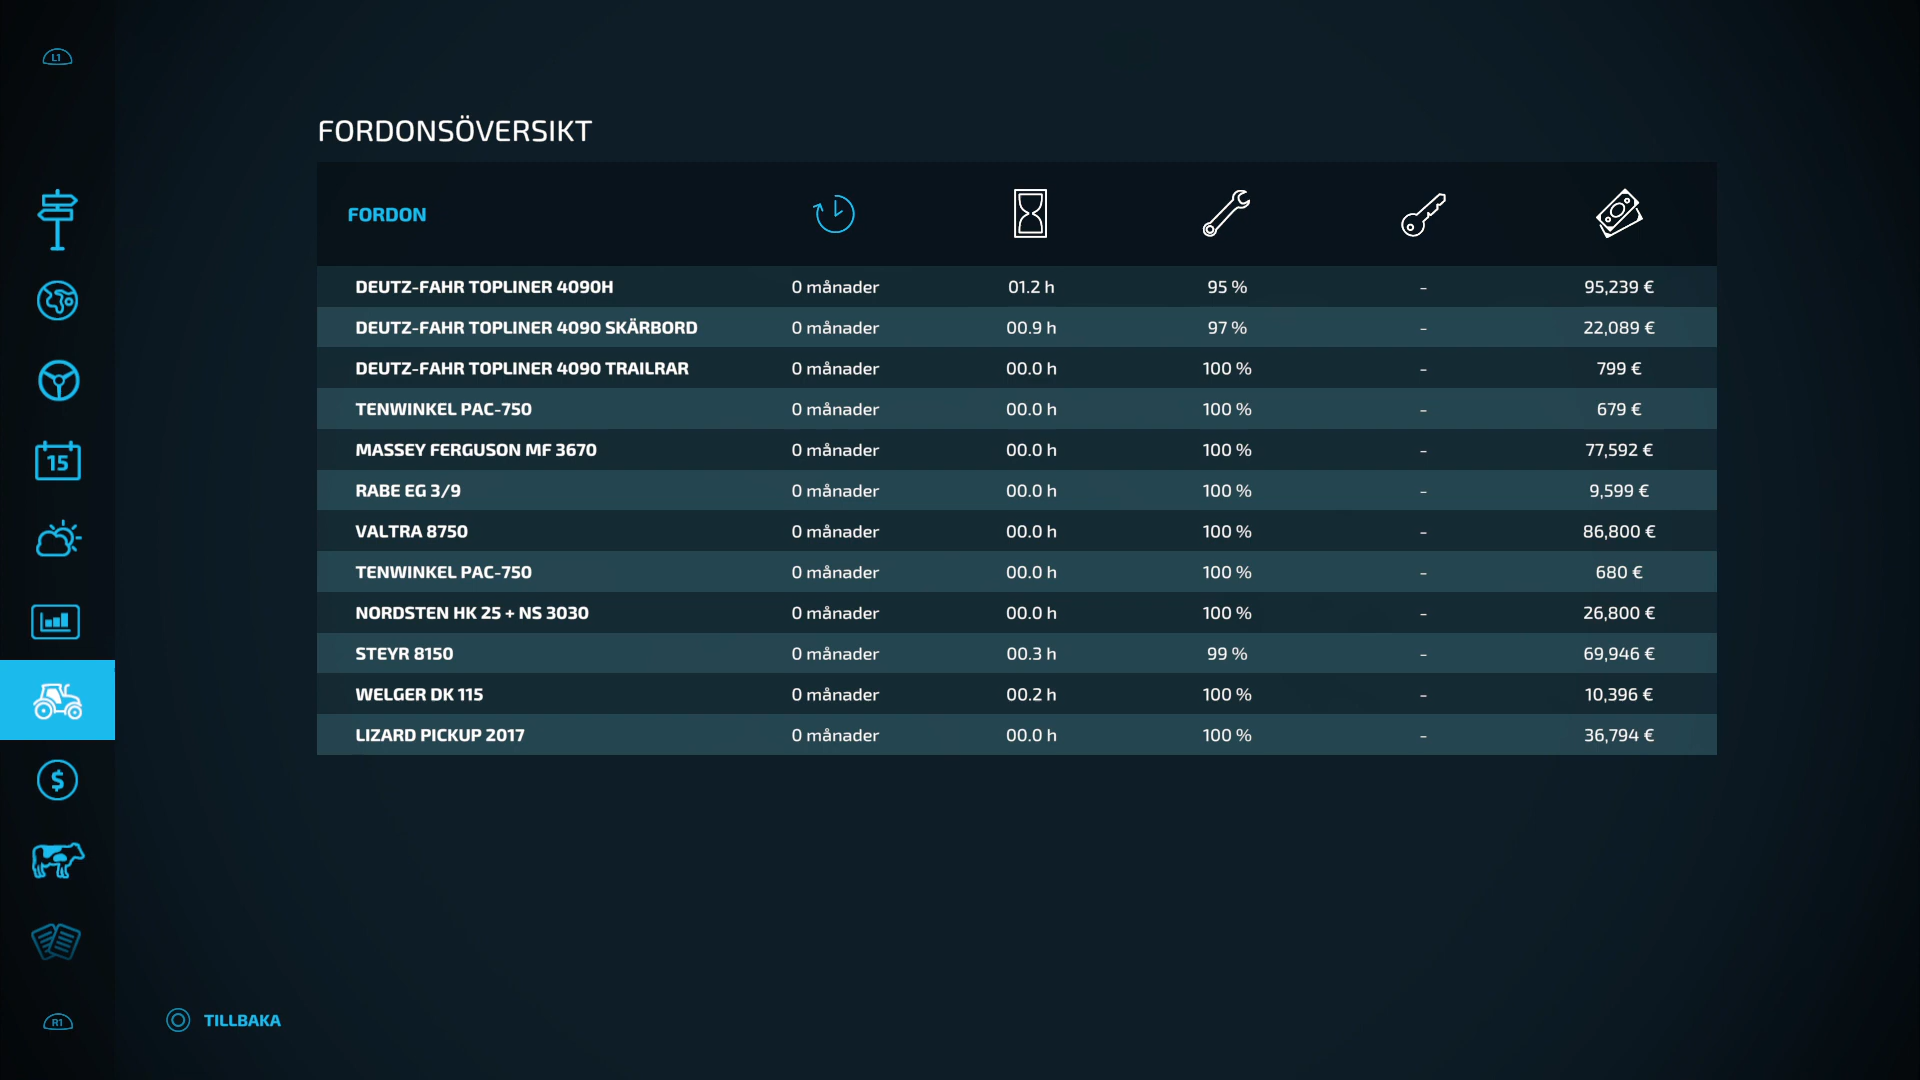 L1
FORDONSÖVERSIKT
FORDON
DEUTZ-FAHR TOPLINER 4090H 0 månader 01.2 h 95 % - 95,239 €
DEUTZ-FAHR TOPLINER 4090 SKÄRBORD 0 månader 00.9 h 97 % - 22,089 €
DEUTZ-FAHR TOPLINER 4090 TRAILRAR 0 månader 00.0 h 100 % - 799 €
TENWINKEL PAC-750 0 månader 00.0 h 100 % - 679 €
MASSEY FERGUSON MF 3670 0 månader 00.0 h 100 % - 77,592 €
RABE EG 3/9 0 månader 00.0 h 100 % - 9,599 €
VALTRA 8750 0 månader 00.0 h 100 % - 86,800 €
TENWINKEL PAC-750 0 månader 00.0 h 100 % - 680 €
NORDSTEN HK 25 + NS 3030 0 månader 00.0 h 100 % - 26,800 €
STEYR 8150 0 månader 00.3 h 99 % - 69,946 €
WELGER DK 115 0 månader 00.2 h 100 % - 10,396 €
LIZARD PICKUP 2017 0 månader 00.0 h 100 % - 36,794 €
15
$
R1
TILLBAKA